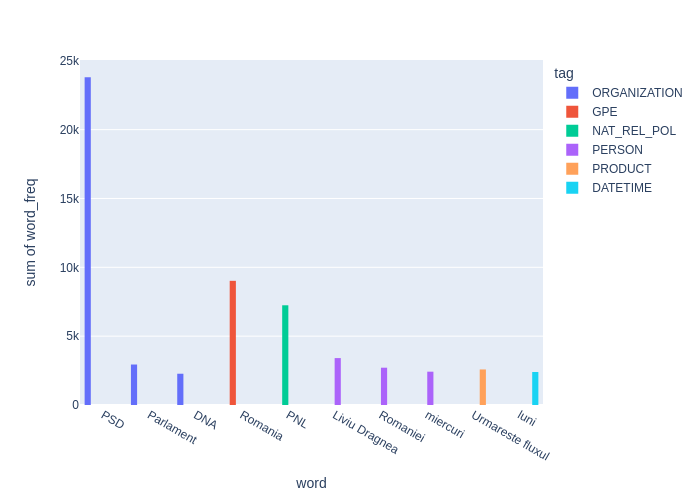 25k
20k
15k
10k
5k
0
sum of word_freq
PSD
Parlament
DNA
Romania
PNL
Liviu Dragnea
Romaniei
miercuri
Urmareste fluxul
luni
word
tag
ORGANIZATION
GPE
NAT_REL_POL
PERSON
PRODUCT
DATETIME